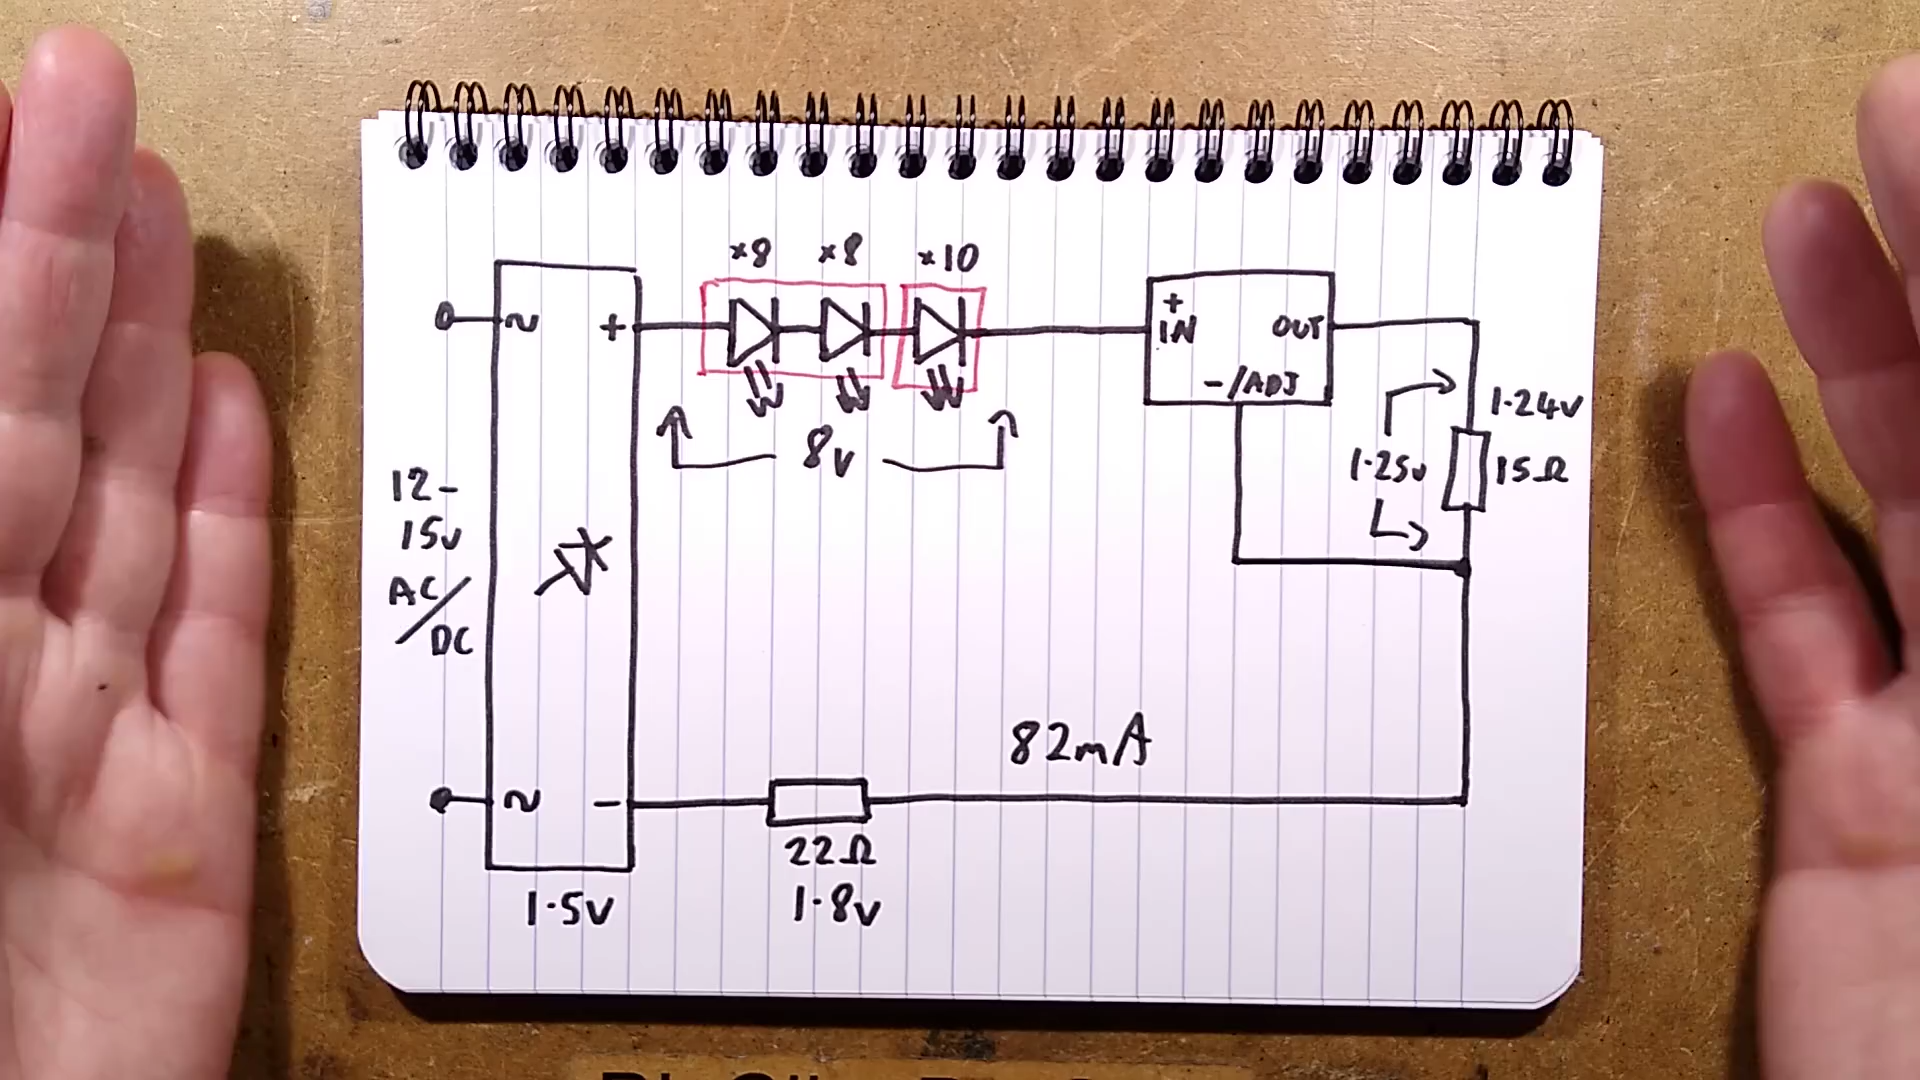 ×8 ×8 ×10
~ +
+
IN OUT
-/ADJ
8v
1.24v
1.25v 15Ω
12-
15v
AC/
DC
82mA
~ −
22Ω
1.8v
1.5v